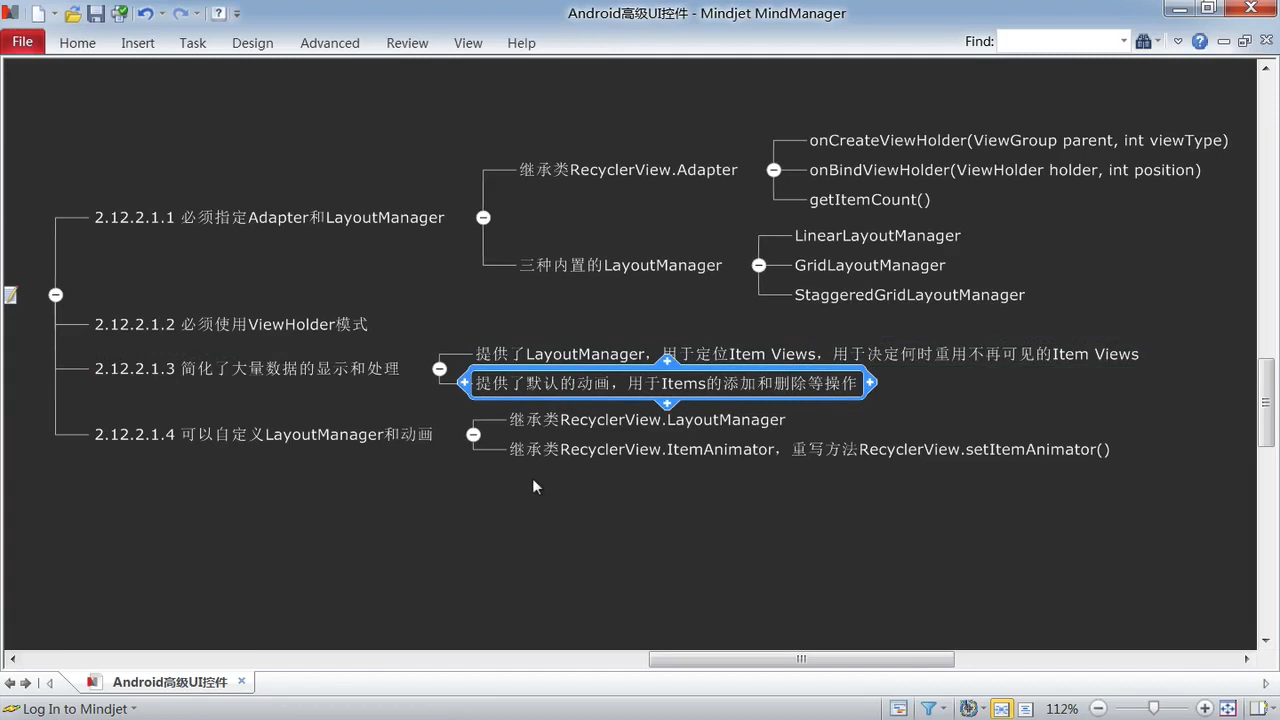 Android高级UI控件 - Mindjet MindManager
File Home Insert Task Design Advanced Review View Help Find:
onCreateViewHolder(ViewGroup parent, int viewType)
继承类RecyclerView.Adapter
onBindViewHolder(ViewHolder holder, int position)
getItemCount()
2.12.2.1.1 必须指定Adapter和LayoutManager
LinearLayoutManager
三种内置的LayoutManager
GridLayoutManager
StaggeredGridLayoutManager
2.12.2.1.2 必须使用ViewHolder模式
提供了LayoutManager，用于定位Item Views，用于决定何时重用不再可见的Item Views
2.12.2.1.3 简化了大量数据的显示和处理
提供了默认的动画，用于Items的添加和删除等操作
继承类RecyclerView.LayoutManager
2.12.2.1.4 可以自定义LayoutManager和动画
继承类RecyclerView.ItemAnimator，重写方法RecyclerView.setItemAnimator()
Android高级UI控件
Log In to Mindjet
112%